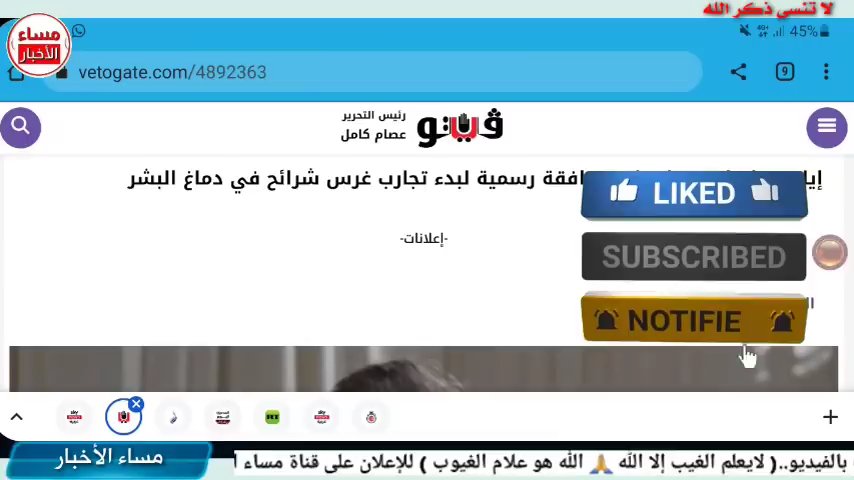 لا تنسى ذكر الله
مساء
الأخبار
45%
vetogate.com/4892363
9
رئيس التحرير
عصام كامل
ڤيتو
رسمية لبدء تجارب غرس شرائح في دماغ البشر
LIKED
-إعلانات-
SUBSCRIBED
NOTIFIE
مساء الأخبار
بالفيديو..( لايعلم الغيب إلا الله 🙏 الله هو علام الغيوب ) للإعلان على قناة مساء